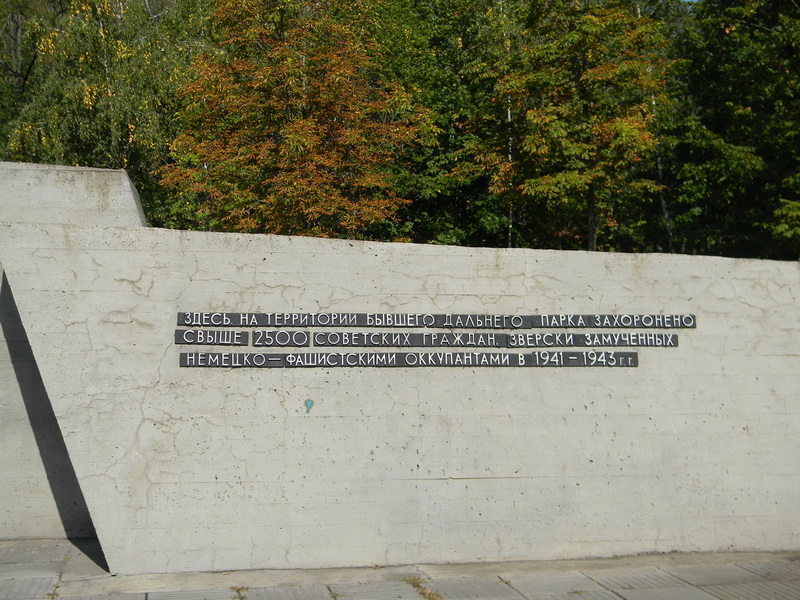 ЗДЕСЬ НА ТЕРРИТОРИИ БЫВШЕГО ДАЛЬНЕГО ПАРКА ЗАХОРОНЕНО
СВЫШЕ 2500 СОВЕТСКИХ ГРАЖДАН, ЗВЕРСКИ ЗАМУЧЕННЫХ
НЕМЕЦКО — ФАШИСТСКИМИ ОККУПАНТАМИ В 1941 – 1943 г.г.